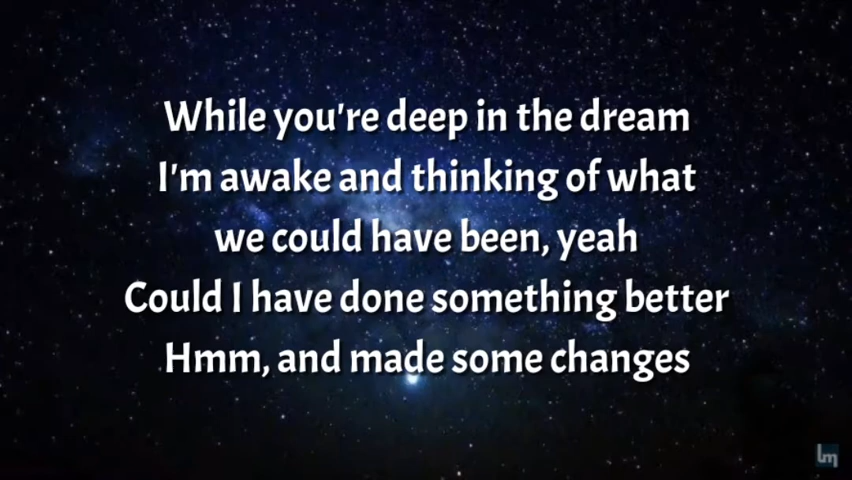 While you're deep in the dream
I'm awake and thinking of what
we could have been, yeah
Could I have done something better
Hmm, and made some changes
lm